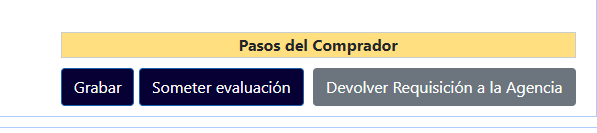 Pasos del Comprador
Grabar Someter evaluación Devolver Requisición a la Agencia